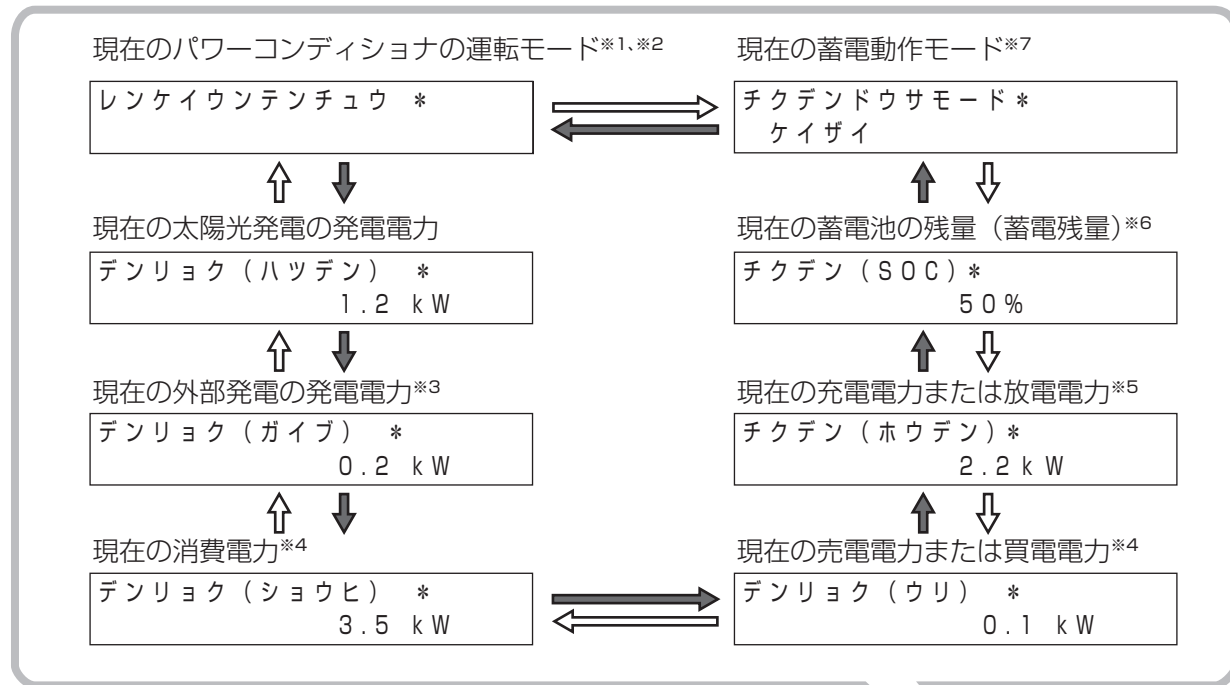 現在のパワーコンディショナの運転モード※1、※2
レンケイウンテンチュウ *
現在の太陽光発電の発電電力
デンリョク(ハツデン) *
1.2 kW
現在の外部発電の発電電力※3
デンリョク(ガイブ) *
0.2 kW
現在の消費電力※4
デンリョク(ショウヒ) *
3.5 kW
現在の蓄電動作モード※7
チクデンドウサモード*
ケイザイ
現在の蓄電池の残量(蓄電残量)※6
チクデン(SOC)*
50%
現在の充電電力または放電電力※5
チクデン(ホウデン)*
2.2kW
現在の売電電力または買電電力※4
デンリョク(ウリ) *
0.1 kW